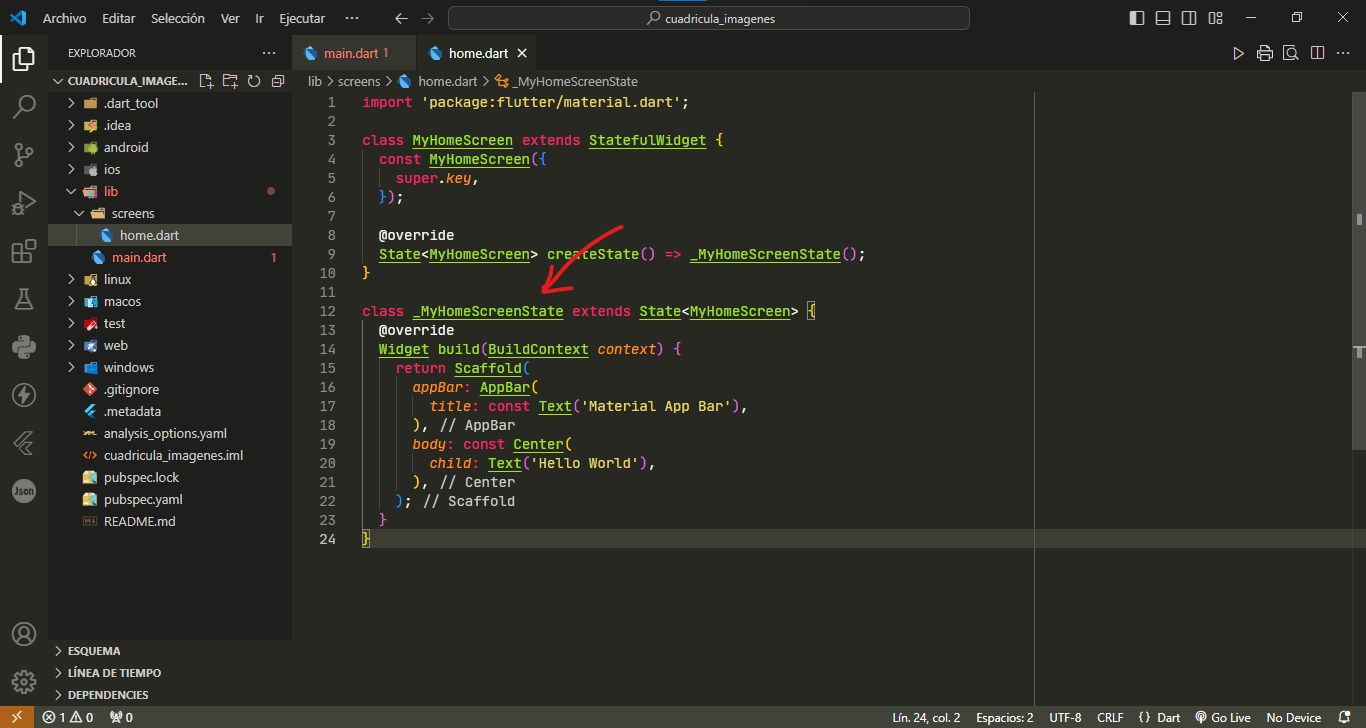 Archivo Editar Selección Ver Ir Ejecutar ··· cuadricula_imagenes
EXPLORADOR ···
CUADRICULA_IMAGE...
.dart_tool
.idea
android
ios
lib
screens
home.dart
main.dart 1
linux
macos
test
web
windows
.gitignore
.metadata
analysis_options.yaml
cuadricula_imagenes.iml
pubspec.lock
pubspec.yaml
README.md
ESQUEMA
LÍNEA DE TIEMPO
DEPENDENCIES
Json
main.dart 1 home.dart
lib > screens > home.dart > _MyHomeScreenState
1 import 'package:flutter/material.dart';
2
3 class MyHomeScreen extends StatefulWidget {
4 const MyHomeScreen({
5 super.key,
6 });
7
8 @override
9 State<MyHomeScreen> createState() => _MyHomeScreenState();
10 }
11
12 class _MyHomeScreenState extends State<MyHomeScreen> {
13 @override
14 Widget build(BuildContext context) {
15 return Scaffold(
16 appBar: AppBar(
17 title: const Text('Material App Bar'),
18 ), // AppBar
19 body: const Center(
20 child: Text('Hello World'),
21 ), // Center
22 ); // Scaffold
23 }
24 }
1 0 0 Lín. 24, col. 2 Espacios: 2 UTF-8 CRLF {} Dart Go Live No Device